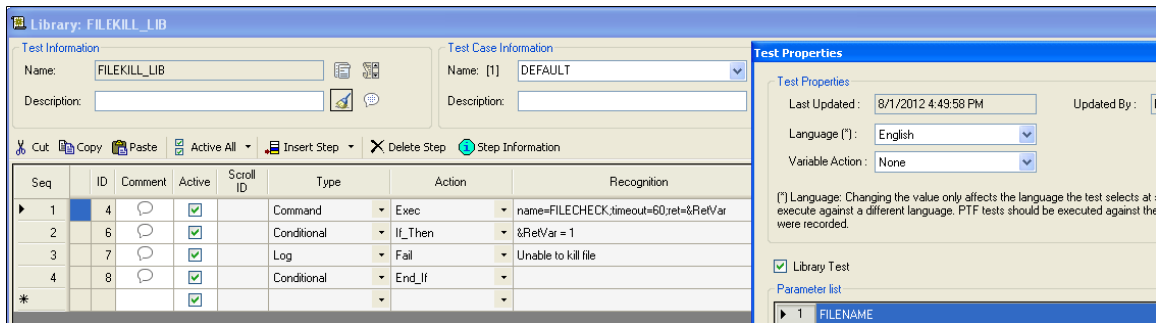 Library: FILEKILL_LIB
Test Information
Name: FILEKILL_LIB
Description:
Test Case Information
Name: [1] DEFAULT
Description:
Cut Copy Paste Active All Insert Step Delete Step Step Information
Seq ID Comment Active Scroll ID Type Action Recognition
1 4 Command Exec name=FILECHECK;timeout=60;ret=&RetVar
2 6 Conditional If_Then &RetVar = 1
3 7 Log Fail Unable to kill file
4 8 Conditional End_If
Test Properties
Test Properties
Last Updated : 8/1/2012 4:49:58 PM Updated By :
Language (*) : English
Variable Action : None
(*) Language: Changing the value only affects the language the test selects at
execute against a different language. PTF tests should be executed against the
were recorded.
Library Test
Parameter list
1 FILENAME